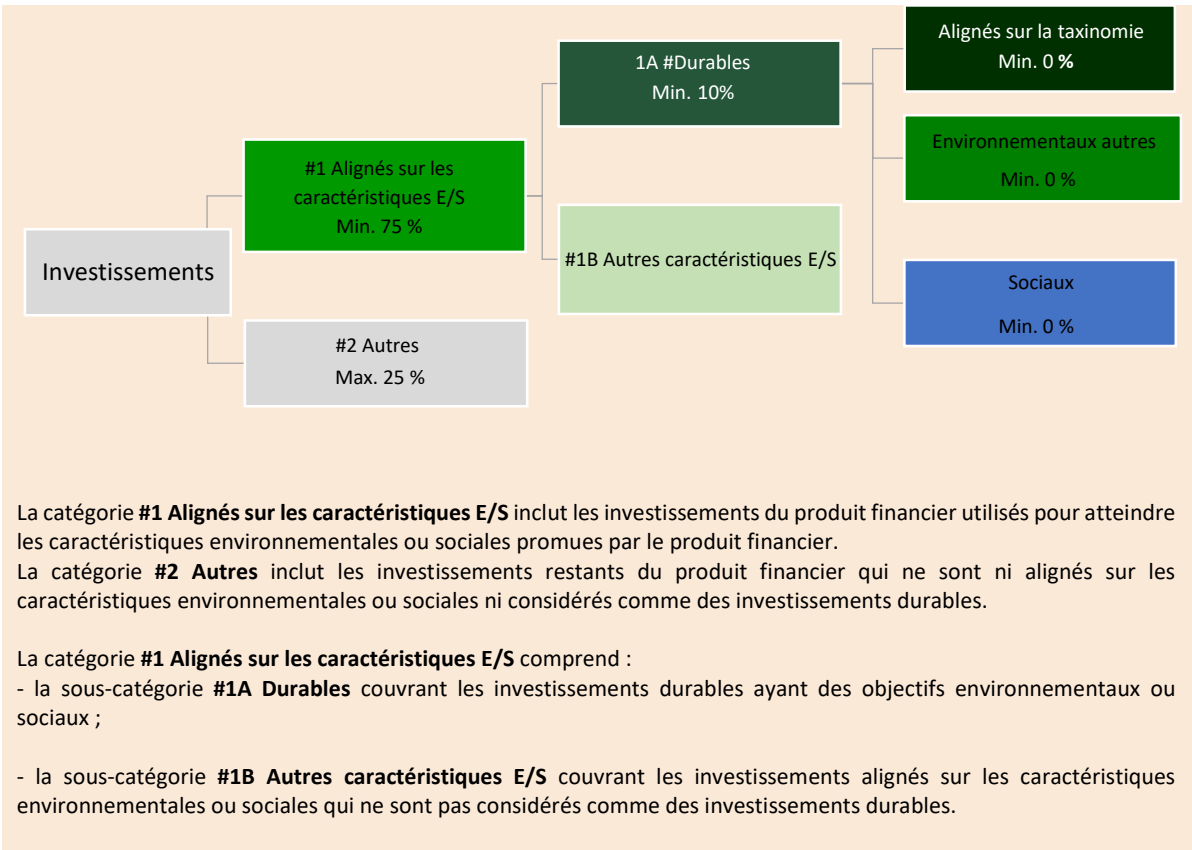 Investissements
#1 Alignés sur les
caractéristiques E/S
Min. 75 %
#2 Autres
Max. 25 %
1A #Durables
Min. 10%
#1B Autres caractéristiques E/S
Alignés sur la taxinomie
Min. 0 %
Environnementaux autres
Min. 0 %
Sociaux
Min. 0 %
La catégorie #1 Alignés sur les caractéristiques E/S inclut les investissements du produit financier utilisés pour atteindre
les caractéristiques environnementales ou sociales promues par le produit financier.
La catégorie #2 Autres inclut les investissements restants du produit financier qui ne sont ni alignés sur les
caractéristiques environnementales ou sociales ni considérés comme des investissements durables.
La catégorie #1 Alignés sur les caractéristiques E/S comprend :
- la sous-catégorie #1A Durables couvrant les investissements durables ayant des objectifs environnementaux ou
sociaux ;
- la sous-catégorie #1B Autres caractéristiques E/S couvrant les investissements alignés sur les caractéristiques
environnementales ou sociales qui ne sont pas considérés comme des investissements durables.